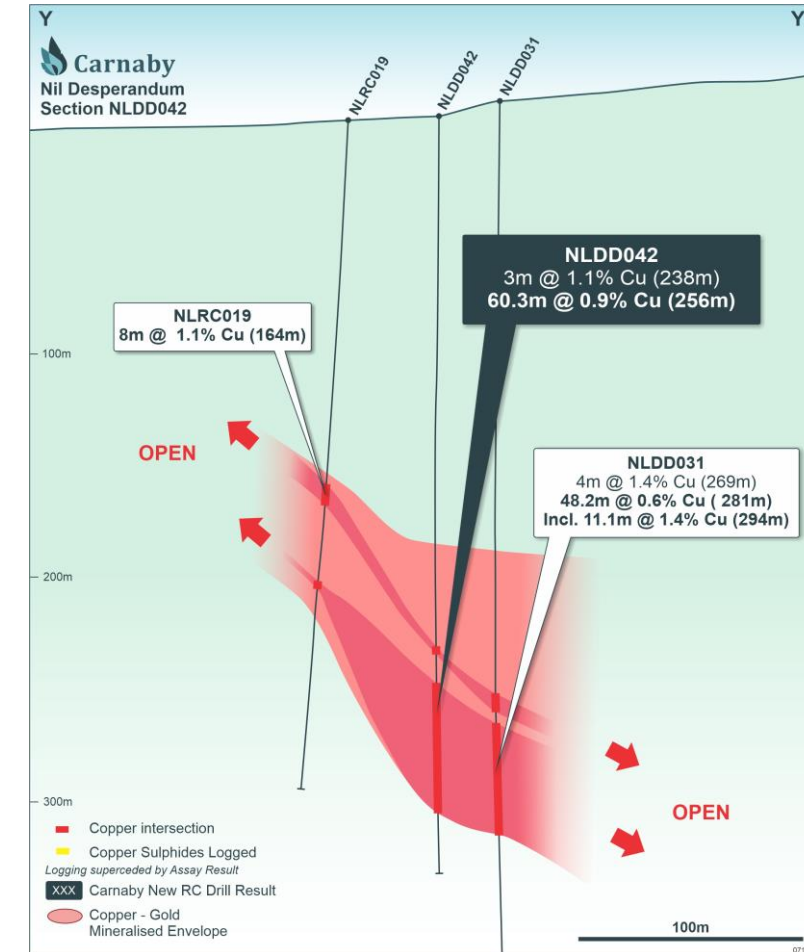 Y
Y
Carnaby
Nil Desperandum
Section NLDD042
NLRC019
NLDD042
NLDD031
NLDD042
3m @ 1.1% Cu (238m)
60.3m @ 0.9% Cu (256m)
NLRC019
8m @  1.1% Cu (164m)
100m
OPEN
NLDD031
4m @ 1.4% Cu (269m)
48.2m @ 0.6% Cu ( 281m)
Incl. 11.1m @ 1.4% Cu (294m)
200m
300m
OPEN
Copper intersection
Copper Sulphides Logged
Logging superceded by Assay Result
XXX Carnaby New RC Drill Result
Copper - Gold
Mineralised Envelope
100m